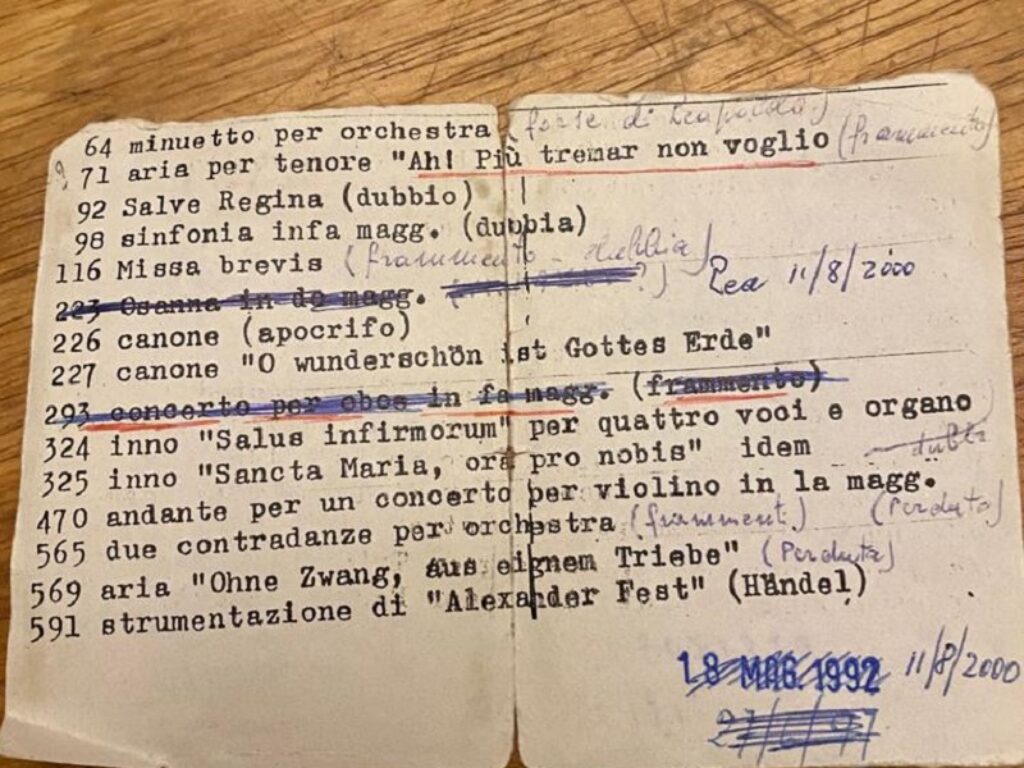 64 minuetto per orchestra (forse di Leopoldo)
71 aria per tenore "Ah! Più tremar non voglio (frammento)
92 Salve Regina (dubbio)
98 sinfonia infa magg. (dubbia)
116 Missa brevis (frammento - dubbia)
223 Osanna in do magg. 11/8/2000
226 canone (apocrifo)
227 canone "O wunderschön ist Gottes Erde"
293 concerto per oboe in fa magg. (frammento)
324 inno "Salus infirmorum" per quattro voci e organo
325 inno "Sancta Maria, ora pro nobis" idem
470 andante per un concerto per violino in la magg. (Perduto)
565 due contradanze per orchestra (framment.)
569 aria "Ohne Zwang, aus eignem Triebe" (Perduta)
591 strumentazione di "Alexander Fest" (Händel)
18 MAG.1992 11/8/2000
27/6/97